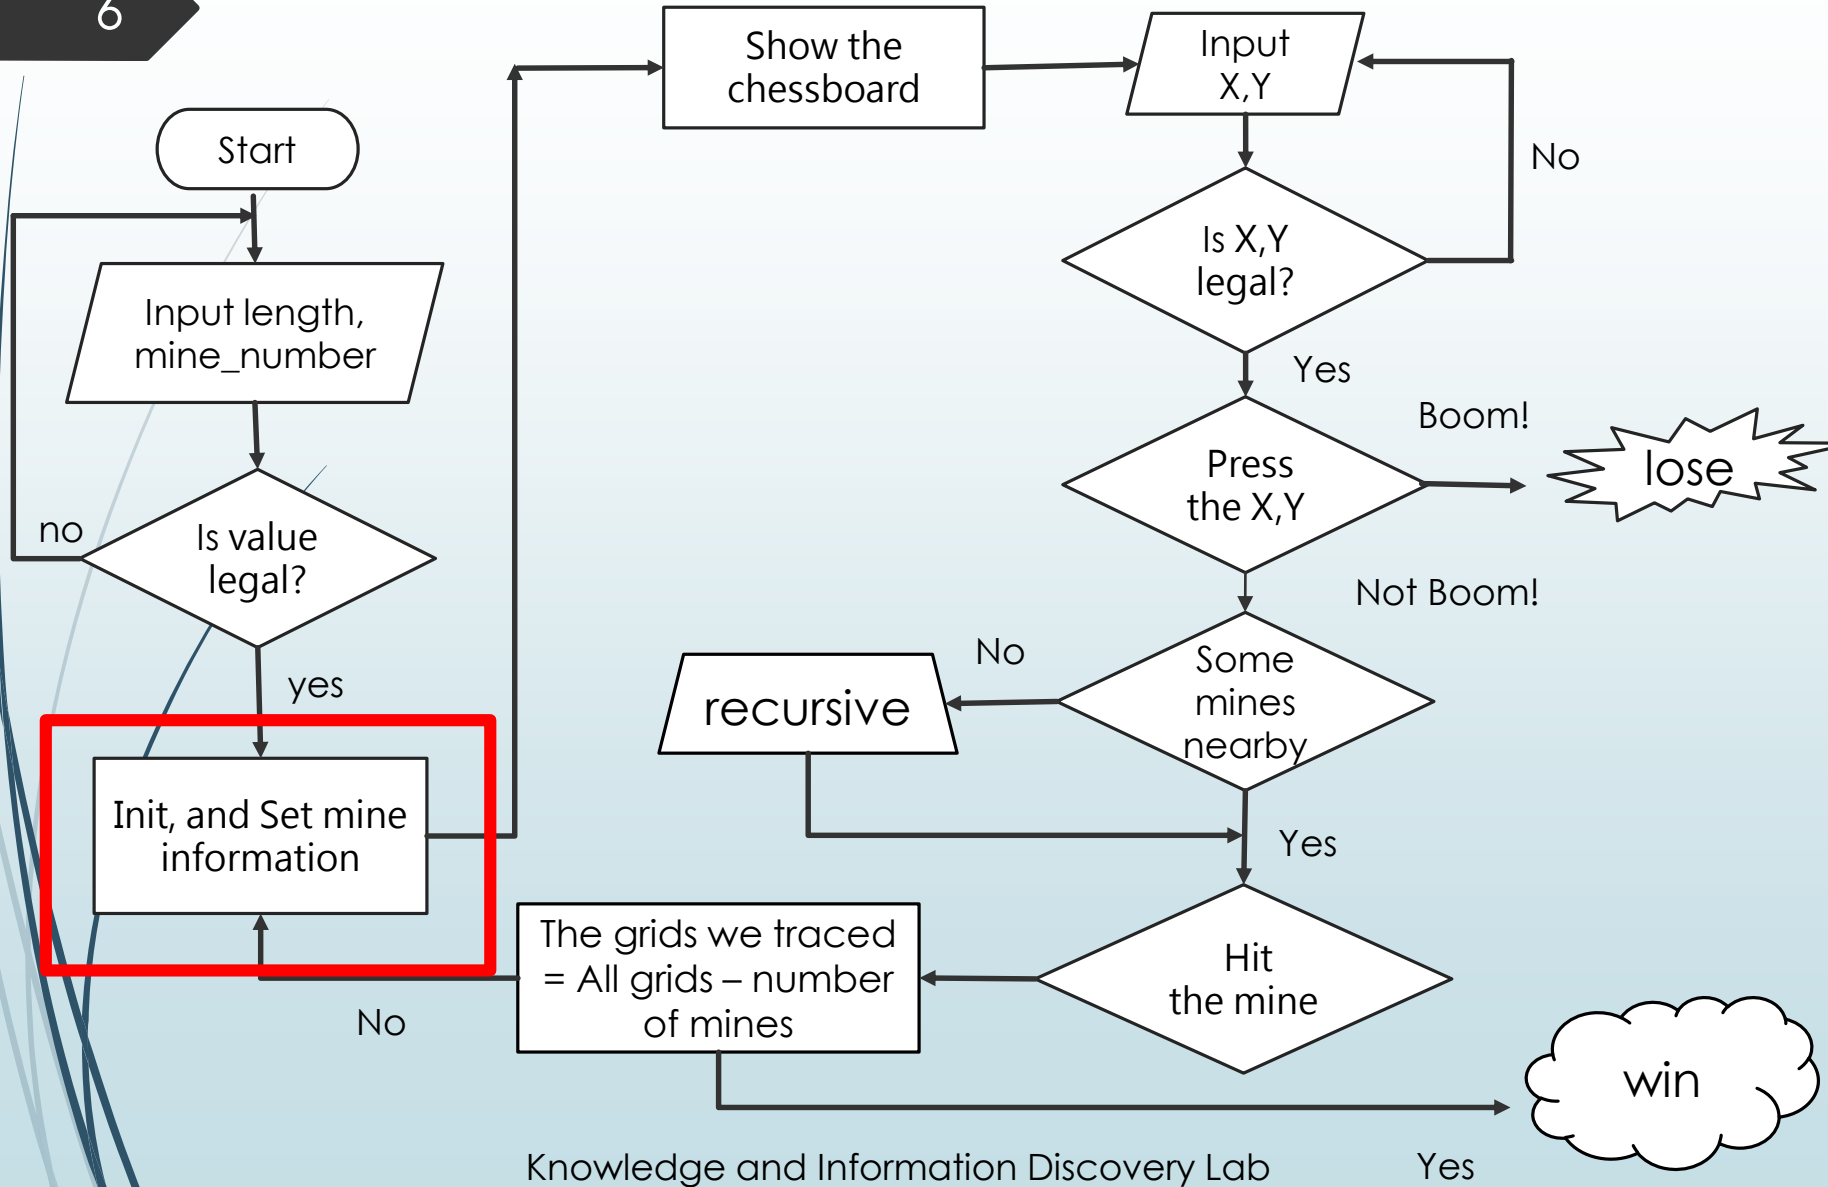 6
Start
Input length,
mine_number
Is value
legal?
no
yes
Init, and Set mine
information
Show the
chessboard
Input
X,Y
No
Is X,Y
legal?
Yes
Press
the X,Y
Boom!
lose
Not Boom!
Some
mines
nearby
No
recursive
Yes
Hit
the mine
The grids we traced
= All grids – number
of mines
No
win
Yes
Knowledge and Information Discovery Lab